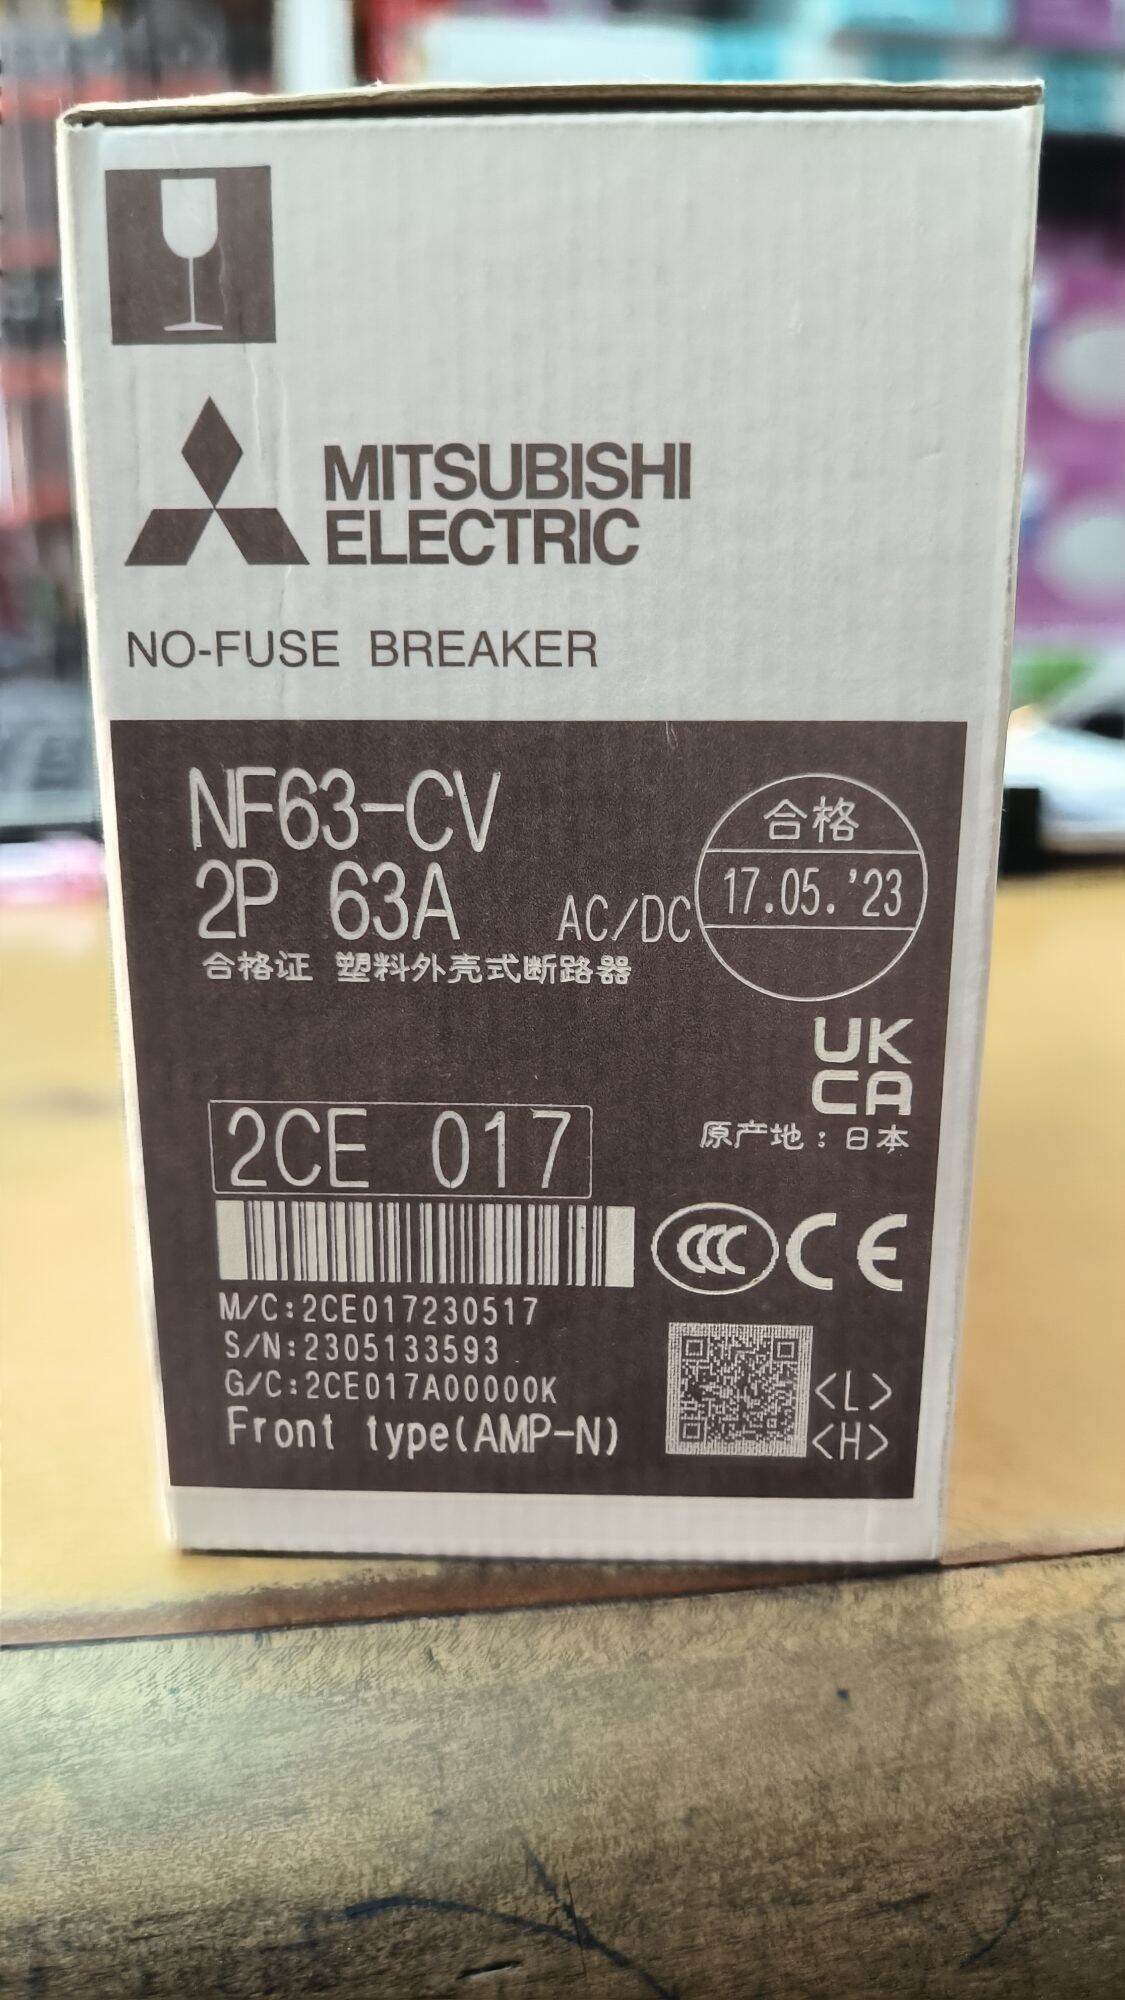 MITSUBISHI
ELECTRIC
NO-FUSE BREAKER
NF63-CV
2P 63A AC/DC
合格
17.05.'23
合格证 塑料外壳式断路器
UK
CA
原产地：日本
2CE 017
CCC CE
M/C:2CE017230517
S/N:2305133593
G/C:2CE017A00000K
Front type(AMP-N)
<L>
<H>